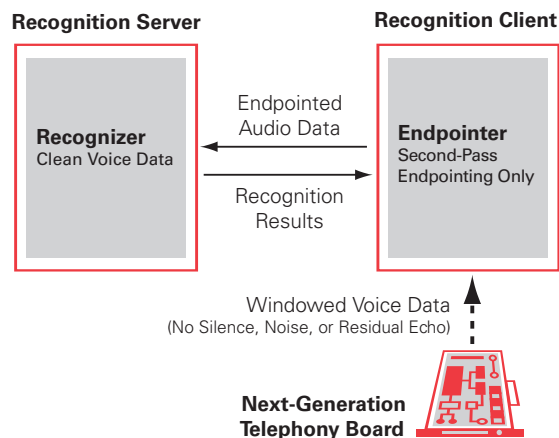 Recognition Server
Recognition Client
Recognizer
Clean Voice Data
Endpointed
Audio Data
Recognition
Results
Endpointer
Second-Pass
Endpointing Only
Windowed Voice Data
(No Silence, Noise, or Residual Echo)
Next-Generation
Telephony Board